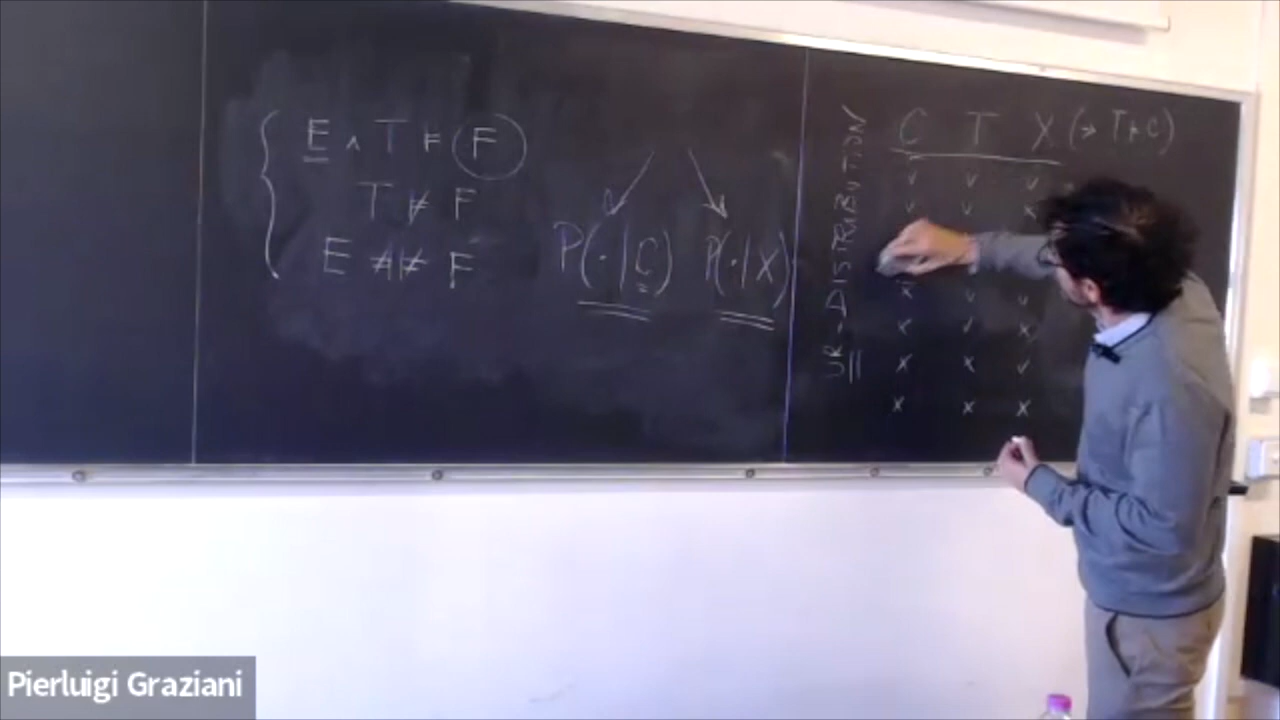 E ∧ T ⊨ F
T ⊭ F
E ⊭ F
P(·|C) P(·|X)
UR-DISTRIBUTION
C T X (→ T⊨C)
v v v
v v x
x v v
x v x
x x v
x x x
Pierluigi Graziani